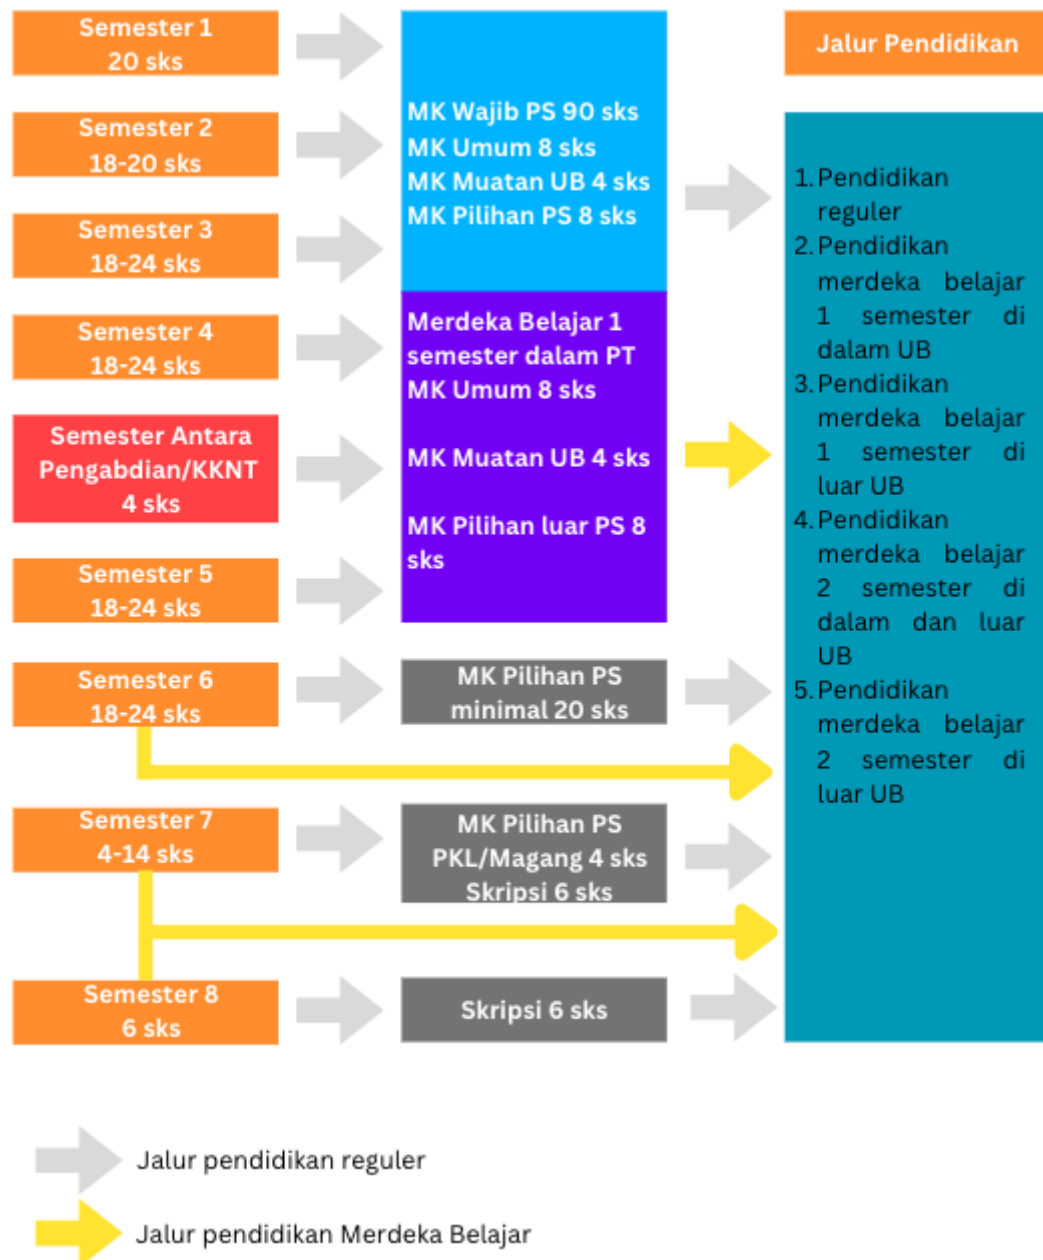 Semester 1
20 sks
Semester 2
18-20 sks
Semester 3
18-24 sks
Semester 4
18-24 sks
Semester Antara
Pengabdian/KKNT
4 sks
Semester 5
18-24 sks
Semester 6
18-24 sks
Semester 7
4-14 sks
Semester 8
6 sks
MK Wajib PS 90 sks
MK Umum 8 sks
MK Muatan UB 4 sks
MK Pilihan PS 8 sks
Merdeka Belajar 1
semester dalam PT
MK Umum 8 sks
MK Muatan UB 4 sks
MK Pilihan luar PS 8
sks
MK Pilihan PS
minimal 20 sks
MK Pilihan PS
PKL/Magang 4 sks
Skripsi 6 sks
Skripsi 6 sks
Jalur Pendidikan
1. Pendidikan
reguler
2. Pendidikan
merdeka belajar
1 semester di
dalam UB
3. Pendidikan
merdeka belajar
1 semester di
luar UB
4. Pendidikan
merdeka belajar
2 semester di
dalam dan luar
UB
5. Pendidikan
merdeka belajar
2 semester di
luar UB
Jalur pendidikan reguler
Jalur pendidikan Merdeka Belajar